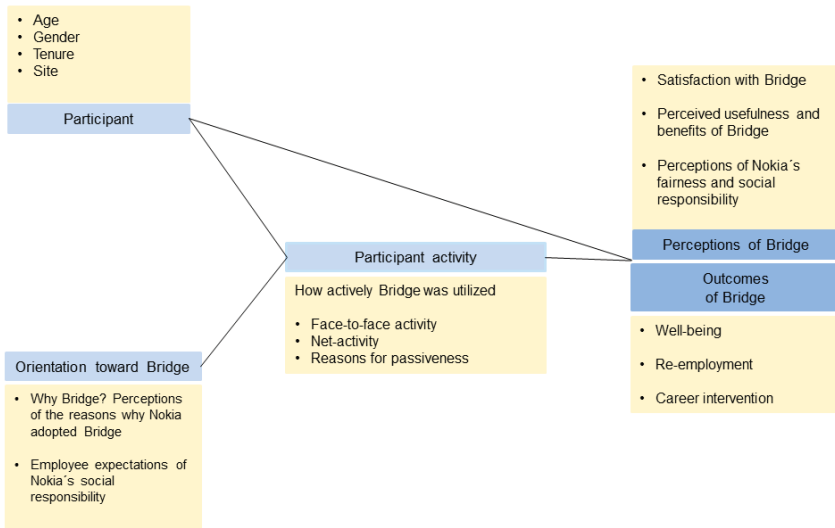 • Age
• Gender
• Tenure
• Site
Participant
• Satisfaction with Bridge
• Perceived usefulness and
benefits of Bridge
• Perceptions of Nokia´s
fairness and social
responsibility
Perceptions of Bridge
Participant activity
How actively Bridge was utilized
• Face-to-face activity
• Net-activity
• Reasons for passiveness
Outcomes
of Bridge
• Well-being
• Re-employment
• Career intervention
Orientation toward Bridge
• Why Bridge? Perceptions
of the reasons why Nokia
adopted Bridge
• Employee expectations of
Nokia´s social
responsibility